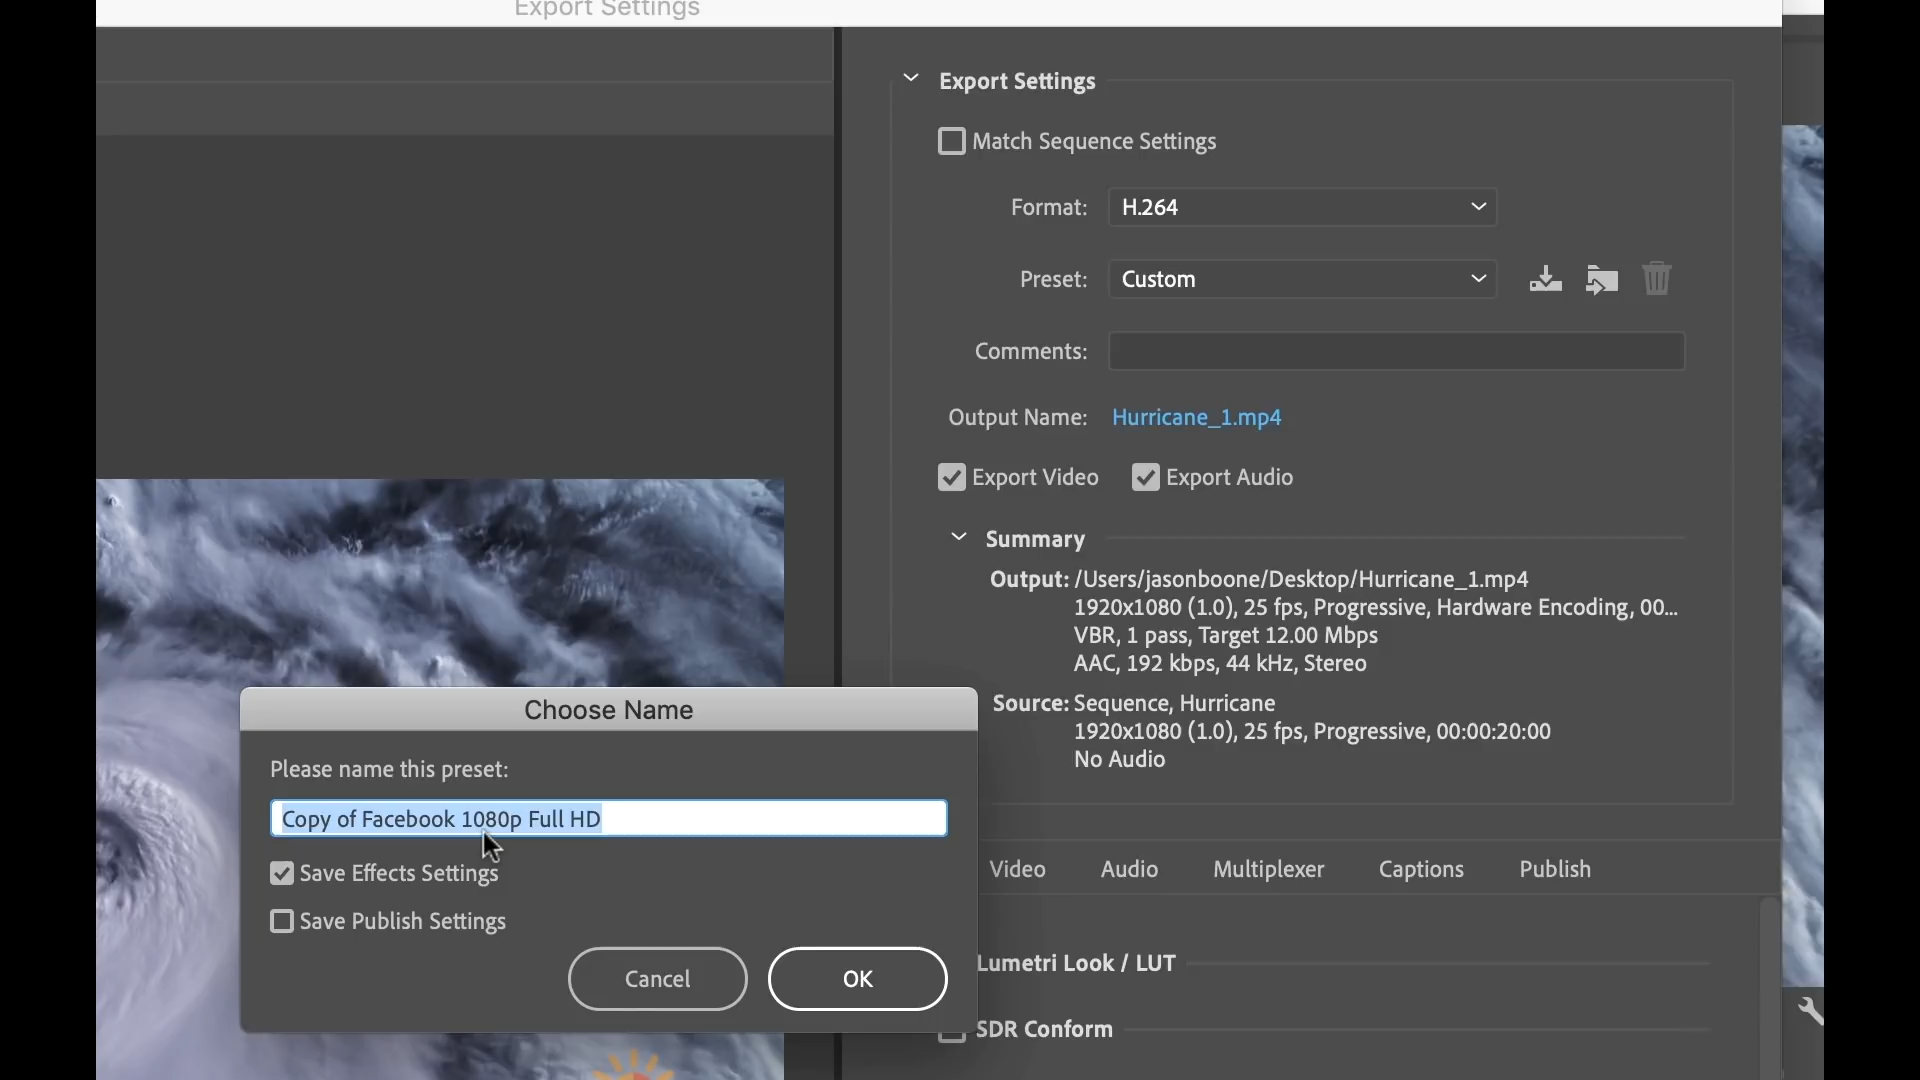 Export Settings
Export Settings
Match Sequence Settings
Format: H.264
Preset: Custom
Comments:
Output Name: Hurricane_1.mp4
Export Video Export Audio
Summary
Output: /Users/jasonboone/Desktop/Hurricane_1.mp4
1920x1080 (1.0), 25 fps, Progressive, Hardware Encoding, 00...
VBR, 1 pass, Target 12.00 Mbps
AAC, 192 kbps, 44 kHz, Stereo
Source: Sequence, Hurricane
1920x1080 (1.0), 25 fps, Progressive, 00:00:20:00
No Audio
Choose Name
Please name this preset:
Copy of Facebook 1080p Full HD
Save Effects Settings
Save Publish Settings
Cancel OK
Video Audio Multiplexer Captions Publish
Lumetri Look / LUT
SDR Conform